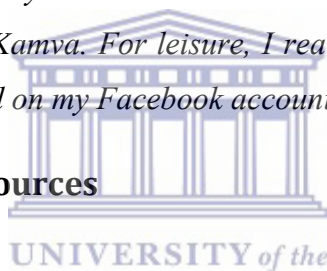 Kamva. For leisure, I rea
d on my Facebook account
ources
UNIVERSITY of the